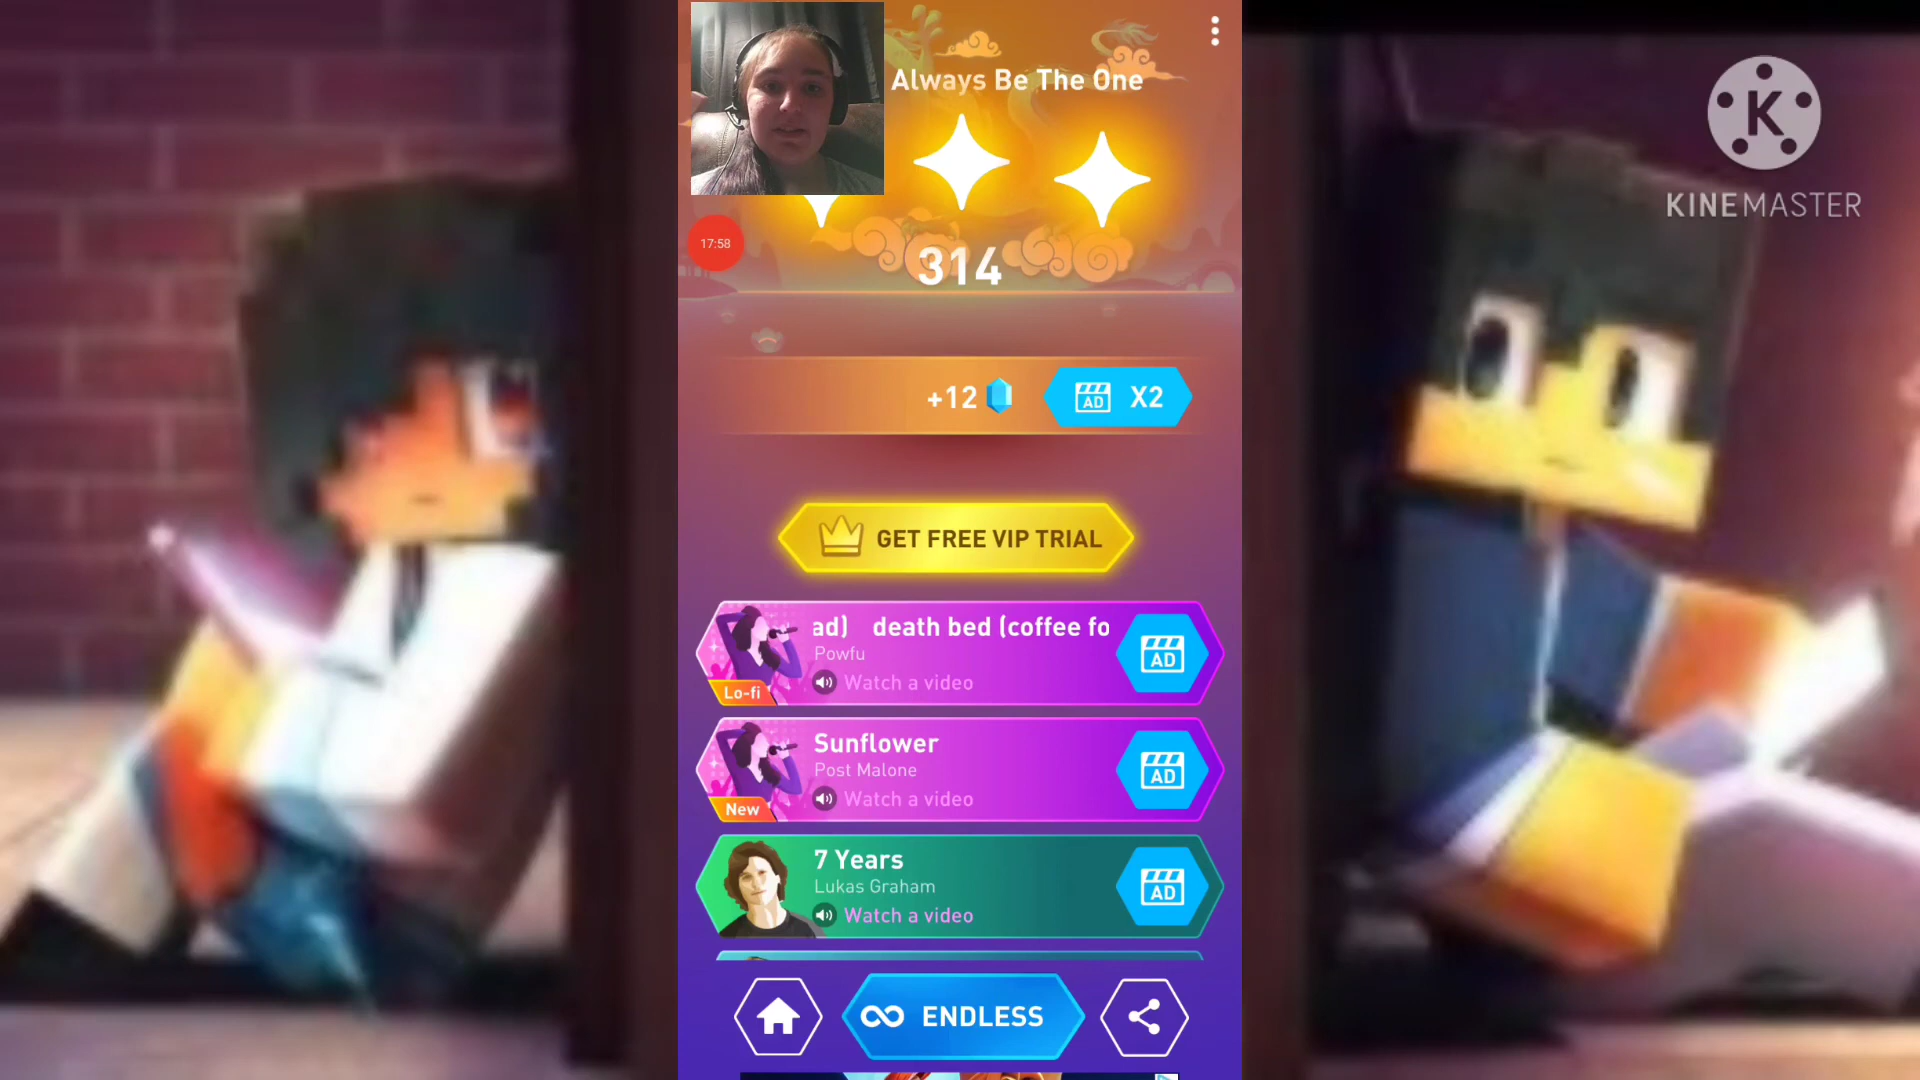 Always Be The One
17:58
314
+12
AD X2
GET FREE VIP TRIAL
ad) death bed (coffee fo
Powfu
Watch a video
Lo-fi
AD
Sunflower
Post Malone
Watch a video
New
AD
7 Years
Lukas Graham
Watch a video
AD
ENDLESS
K
KINEMASTER